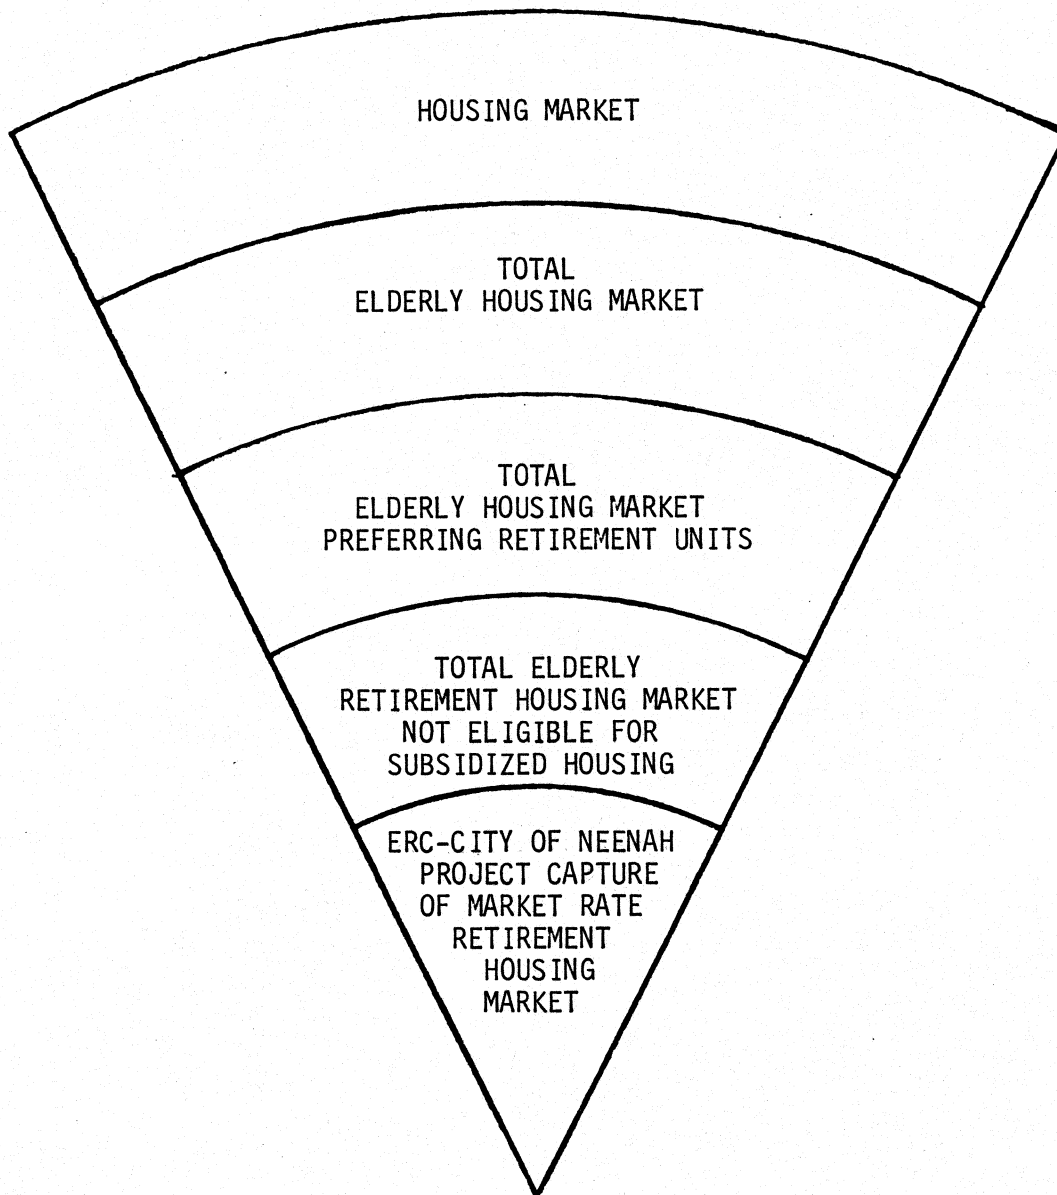 HOUSING MARKET
TOTAL
ELDERLY HOUSING MARKET
TOTAL
ELDERLY HOUSING MARKET
PREFERRING RETIREMENT UNITS
TOTAL ELDERLY
RETIREMENT HOUSING MARKET
NOT ELIGIBLE FOR
SUBSIDIZED HOUSING
ERC-CITY OF NEENAH
PROJECT CAPTURE
OF MARKET RATE
RETIREMENT
HOUSING
MARKET